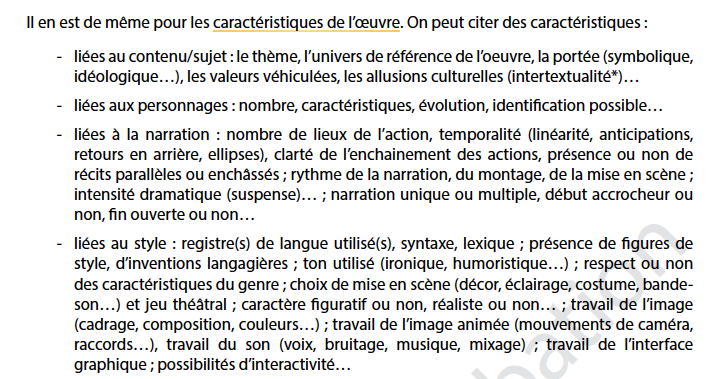 Il en est de même pour les caractéristiques de l’œuvre. On peut citer des caractéristiques :
- liées au contenu/sujet : le thème, l’univers de référence de l’oeuvre, la portée (symbolique,
idéologique…), les valeurs véhiculées, les allusions culturelles (intertextualité*)…
- liées aux personnages : nombre, caractéristiques, évolution, identification possible…
- liées à la narration : nombre de lieux de l’action, temporalité (linéarité, anticipations,
retours en arrière, ellipses), clarté de l’enchainement des actions, présence ou non de
récits parallèles ou enchâssés ; rythme de la narration, du montage, de la mise en scène ;
intensité dramatique (suspense)… ; narration unique ou multiple, début accrocheur ou
non, fin ouverte ou non…
- liées au style : registre(s) de langue utilisé(s), syntaxe, lexique ; présence de figures de
style, d’inventions langagières ; ton utilisé (ironique, humoristique…) ; respect ou non
des caractéristiques du genre ; choix de mise en scène (décor, éclairage, costume, bande-
son…) et jeu théâtral ; caractère figuratif ou non, réaliste ou non… ; travail de l’image
(cadrage, composition, couleurs…) ; travail de l’image animée (mouvements de caméra,
raccords…), travail du son (voix, bruitage, musique, mixage) ; travail de l’interface
graphique ; possibilités d’interactivité…